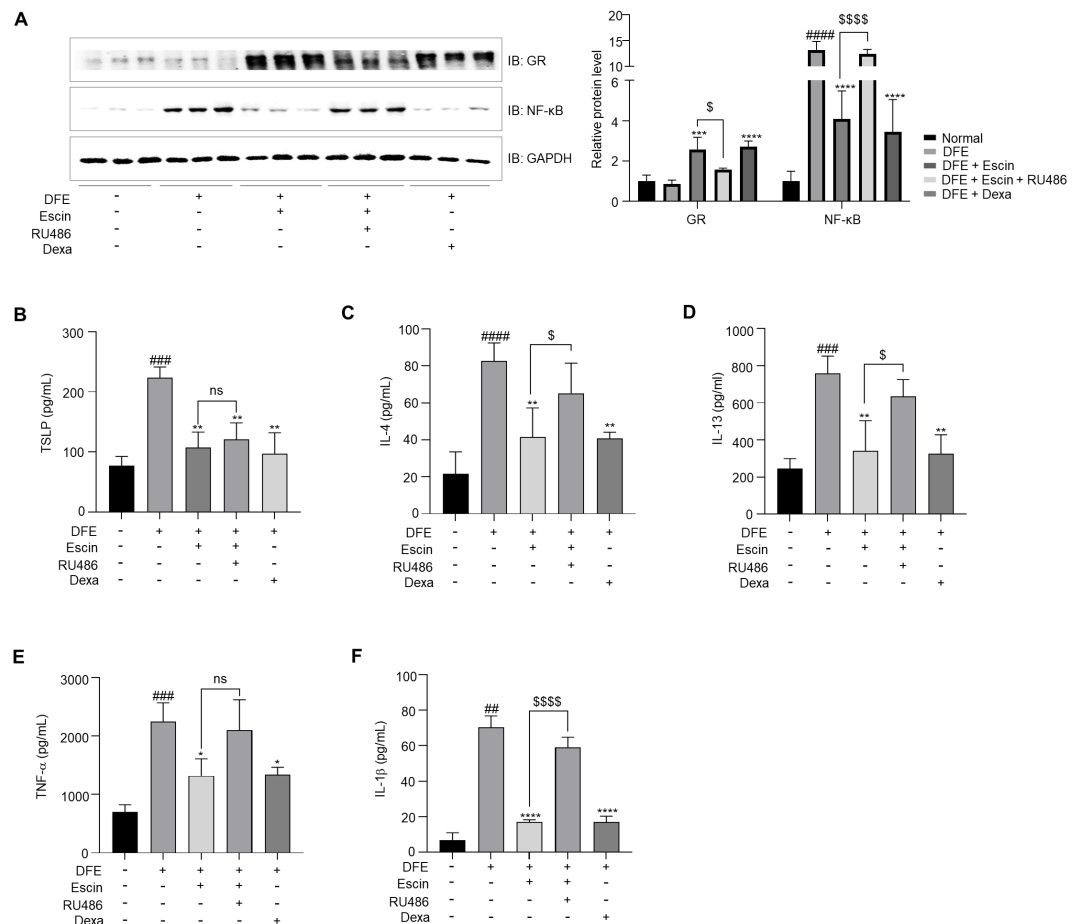 A
IB: GR
IB: NF-κB
IB: GAPDH
DFE - + + + +
Escin - - + + -
RU486 - - - + -
Dexa - - - - +
Relative protein level
20
15
10
6
4
2
0
*** $ ****
#### **** $$$$ ****
GR NF-κB
Normal
DFE
DFE + Escin
DFE + Escin + RU486
DFE + Dexa
B
TSLP (pg/mL)
300
200
100
0
###
ns
** ** **
DFE - + + + +
Escin - - + + -
RU486 - - - + -
Dexa - - - - +
C
IL-4 (pg/mL)
100
80
60
40
20
0
####
$
** **
DFE - + + + +
Escin - - + + -
RU486 - - - + -
Dexa - - - - +
D
IL-13 (pg/ml)
1000
800
600
400
200
0
###
$
** **
DFE - + + + +
Escin - - + + -
RU486 - - - + -
Dexa - - - - +
E
TNF-α (pg/mL)
3000
2000
1000
0
###
ns
* *
DFE - + + + +
Escin - - + + -
RU486 - - - + -
Dexa - - - - +
F
IL-1β (pg/mL)
100
80
60
40
20
0
##
$$$$
**** ****
DFE - + + + +
Escin - - + + -
RU486 - - - + -
Dexa - - - - +